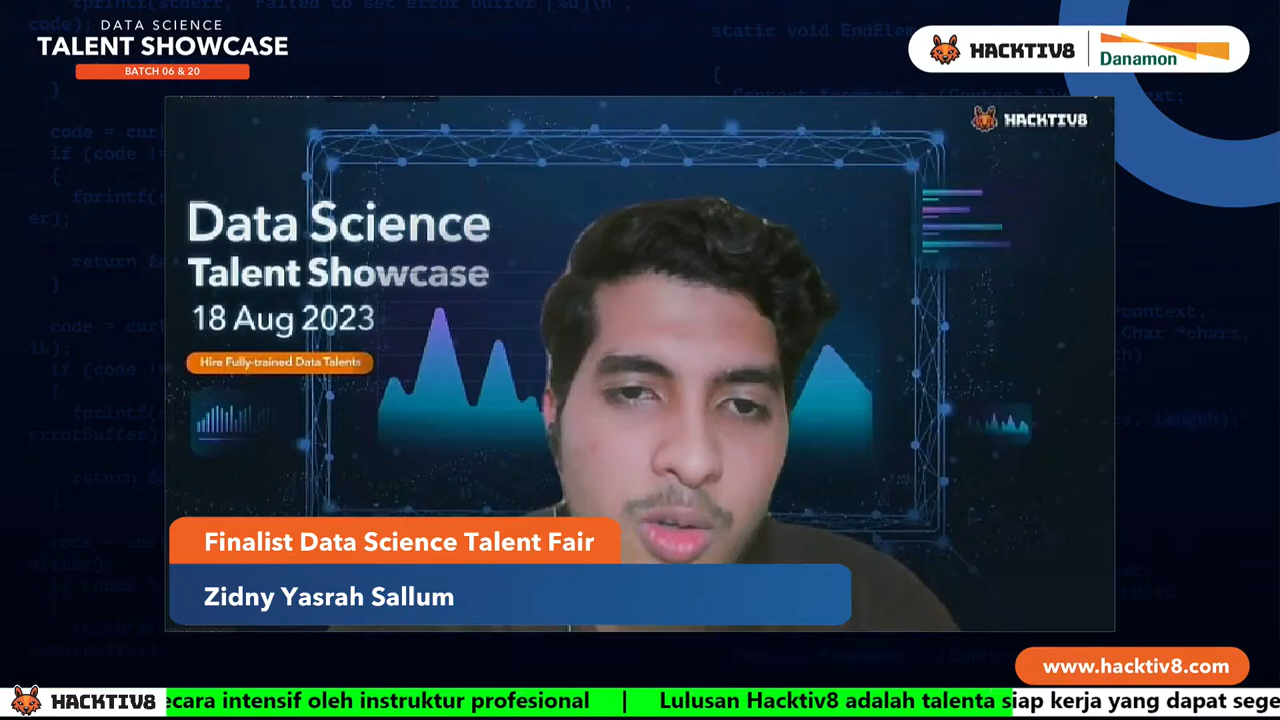 DATA SCIENCE
TALENT SHOWCASE
BATCH 06 & 20
HACKTIV8
Danamon
HACKTIV8
Data Science
Talent Showcase
18 Aug 2023
Hire Fully-trained Data Talents
Finalist Data Science Talent Fair
Zidny Yasrah Sallum
www.hacktiv8.com
HACKTIV8
ecara intensif oleh instruktur profesional | Lulusan Hacktiv8 adalah talenta siap kerja yang dapat sege